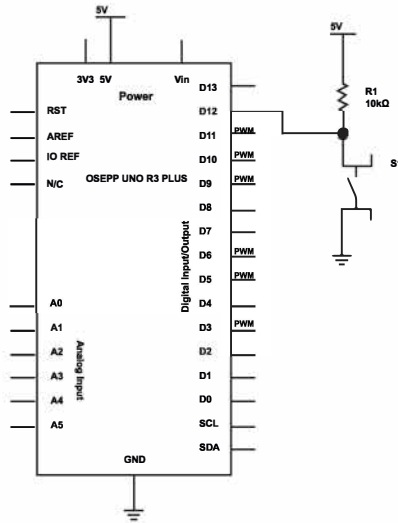 5V
5V
3V3 5V
Vin
Power
D13
RST
D12
R1
10kΩ
AREF
D11
PWM
IO REF
D10
PWM
N/C
OSEPP UNO R3 PLUS
D9
PWM
D8
D7
Digital Input/Output
D6
PWM
D5
PWM
A0
D4
A1
D3
PWM
A2
D2
Analog Input
A3
D1
A4
D0
A5
SCL
SDA
GND